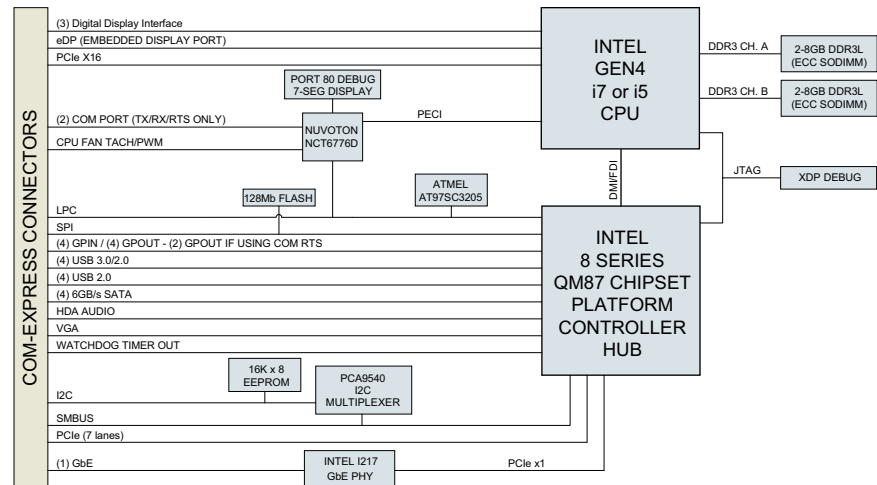 COM-EXPRESS CONNECTORS
(3) Digital Display Interface
eDP (EMBEDDED DISPLAY PORT)
PCIe X16
PORT 80 DEBUG
7-SEG DISPLAY
(2) COM PORT (TX/RX/RTS ONLY)
CPU FAN TACH/PWM
NUVOTON
NCT6776D
PECI
INTEL
GEN4
i7 or i5
CPU
DDR3 CH. A
2-8GB DDR3L
(ECC SODIMM)
DDR3 CH. B
2-8GB DDR3L
(ECC SODIMM)
DMI/FDI
JTAG
XDP DEBUG
128Mb FLASH
ATMEL
AT97SC3205
LPC
SPI
(4) GPIN / (4) GPOUT - (2) GPOUT IF USING COM RTS
(4) USB 3.0/2.0
(4) USB 2.0
(4) 6GB/s SATA
HDA AUDIO
VGA
WATCHDOG TIMER OUT
INTEL
8 SERIES
QM87 CHIPSET
PLATFORM
CONTROLLER
HUB
16K x 8
EEPROM
PCA9540
I2C
MULTIPLEXER
I2C
SMBUS
PCIe (7 lanes)
(1) GbE
INTEL I217
GbE PHY
PCIe x1